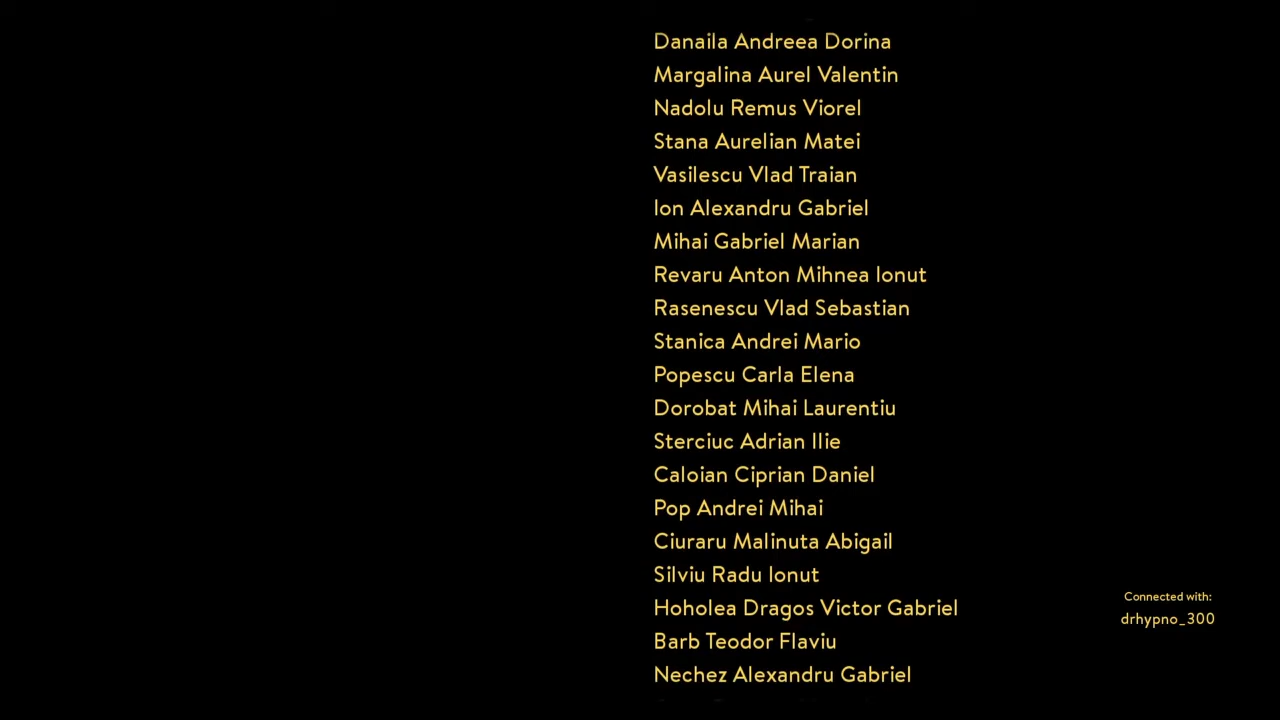 Danaila Andreea Dorina
Margalina Aurel Valentin
Nadolu Remus Viorel
Stana Aurelian Matei
Vasilescu Vlad Traian
Ion Alexandru Gabriel
Mihai Gabriel Marian
Revaru Anton Mihnea Ionut
Rasenescu Vlad Sebastian
Stanica Andrei Mario
Popescu Carla Elena
Dorobat Mihai Laurentiu
Sterciuc Adrian Ilie
Caloian Ciprian Daniel
Pop Andrei Mihai
Ciuraru Malinuta Abigail
Silviu Radu Ionut
Hoholea Dragos Victor Gabriel
Barb Teodor Flaviu
Nechez Alexandru Gabriel
Connected with:
drhypno_300